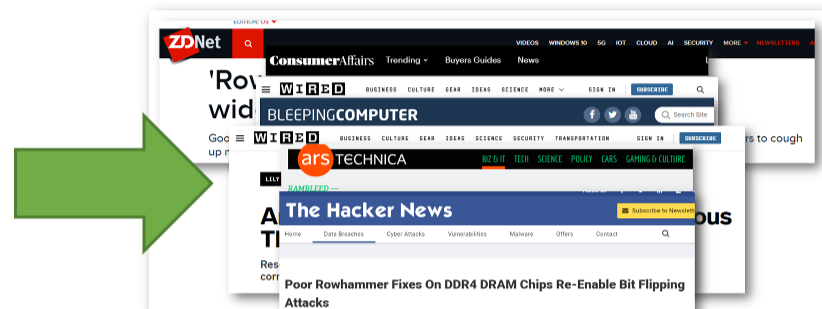 EDITION: US
ZDNet
VIDEOS WINDOWS 10 5G IOT CLOUD AI SECURITY MORE NEWSLETTERS
ConsumerAffairs Trending Buyers Guides News
'Rov
WIRED BUSINESS CULTURE GEAR IDEAS SCIENCE MORE SIGN IN SUBSCRIBE
wid
BLEEPINGCOMPUTER Search Site
Goo
rs to cough
up
WIRED BUSINESS CULTURE GEAR IDEAS SCIENCE SECURITY TRANSPORTATION SIGN IN SUBSCRIBE
ars TECHNICA BIZ & IT TECH SCIENCE POLICY CARS GAMING & CULTURE
LILY
RAMBLEED —
The Hacker News Subscribe to Newslett
A
ous
Home Data Breaches Cyber Attacks Vulnerabilities Malware Offers Contact
Res
corr
Poor Rowhammer Fixes On DDR4 DRAM Chips Re-Enable Bit Flipping
Attacks